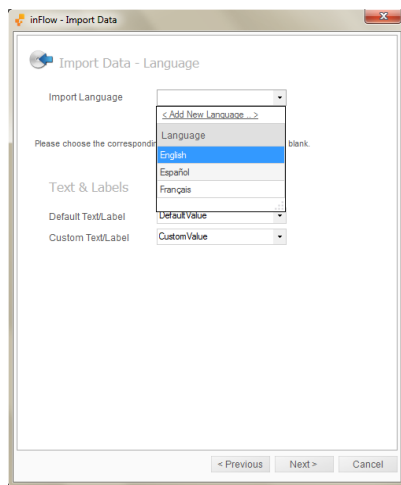 inFlow - Import Data
Import Data - Language
Import Language
< Add New Language .. >
Language
Please choose the correspondin blank.
English
Español
Français
Text & Labels
Default Text/Label DefaultValue
Custom Text/Label CustomValue
< Previous Next > Cancel